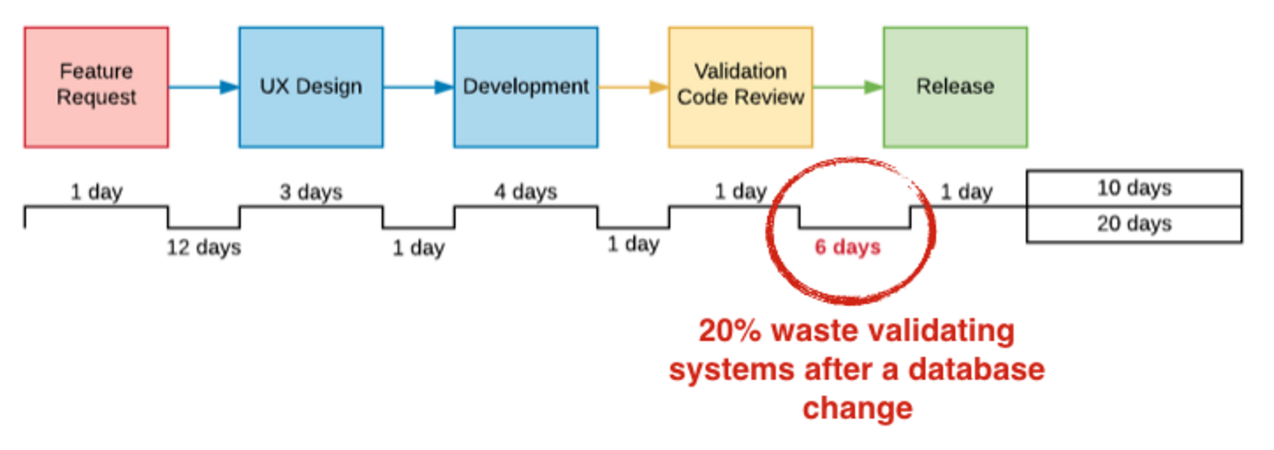 Feature
Request
UX Design
Development
Validation
Code Review
Release
1 day
3 days
4 days
1 day
1 day
10 days
12 days
1 day
1 day
6 days
20 days
20% waste validating
systems after a database
change